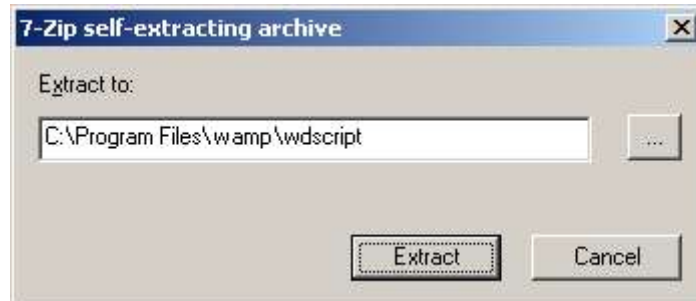 7-Zip self-extracting archive
Extract to:
C:\Program Files\wamp\wdscript
...
Extract
Cancel